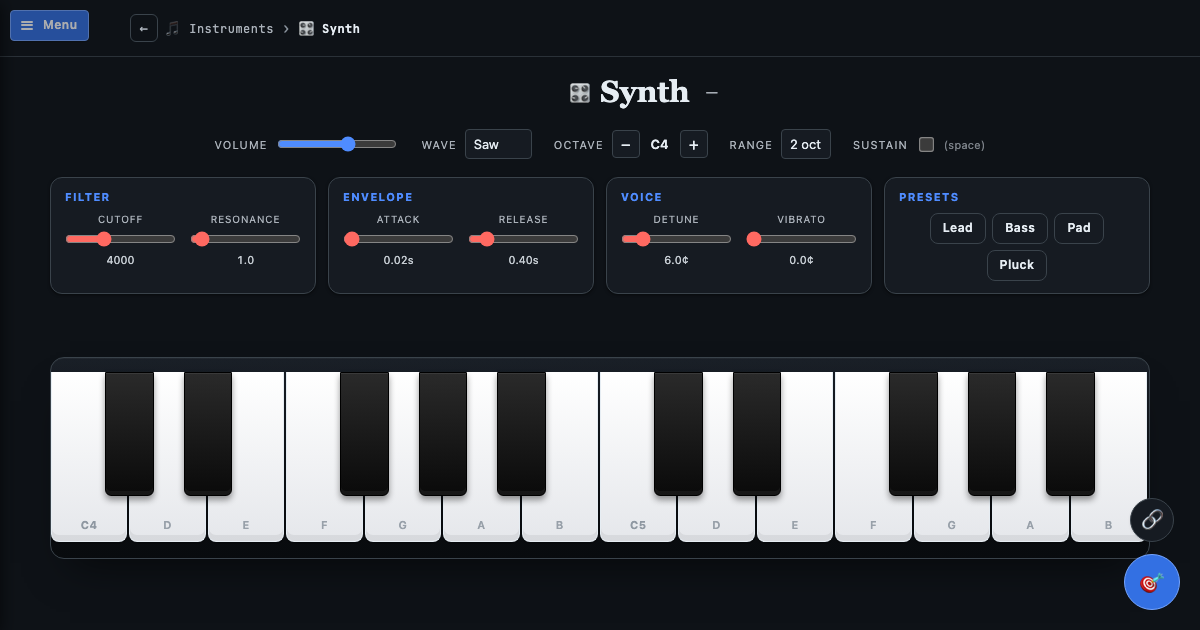 Menu
← Instruments › Synth
Synth –
VOLUME WAVE Saw OCTAVE − C4 + RANGE 2 oct SUSTAIN (space)
FILTER
CUTOFF RESONANCE
4000 1.0
ENVELOPE
ATTACK RELEASE
0.02s 0.40s
VOICE
DETUNE VIBRATO
6.0¢ 0.0¢
PRESETS
Lead Bass Pad
Pluck
C4 D E F G A B C5 D E F G A B